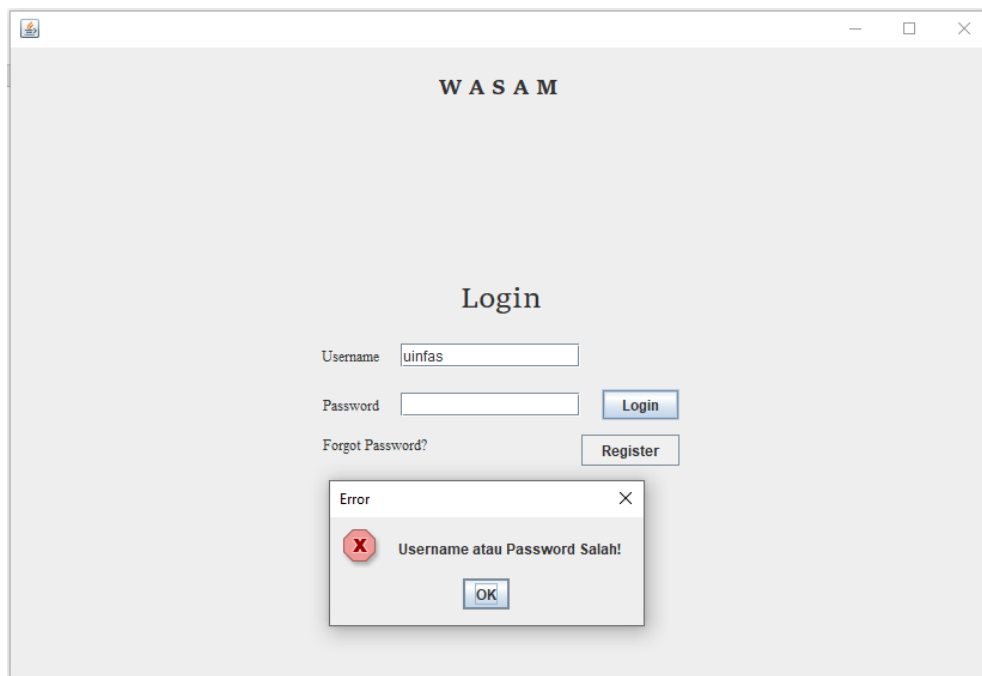 W A S A M
Login
Username uinfas
Password Login
Forgot Password? Register
Error
X
Username atau Password Salah!
OK